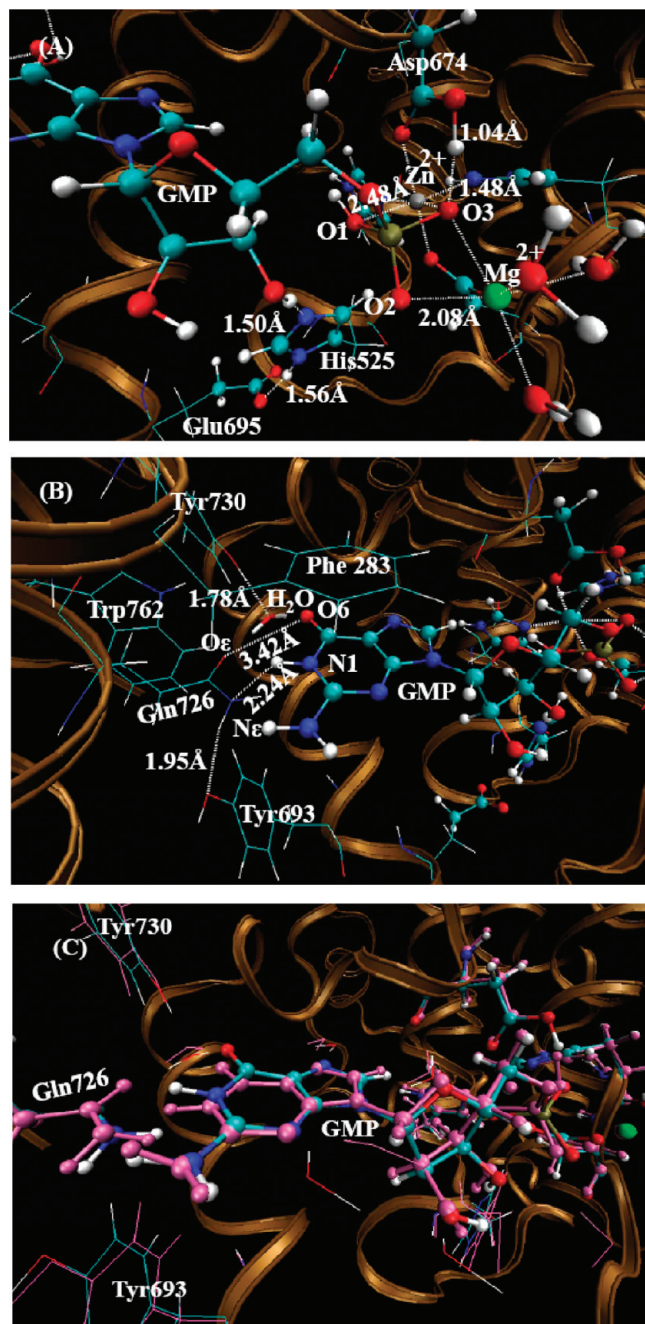 (A)
Asp674
1.04Å
2+
Zn
1.48Å
2.48Å
GMP
O1
O3
2+
Mg
O2
2.08Å
1.50Å
His525
1.56Å
Glu695
(B)
Tyr730
Phe 283
1.78Å
H2O
Trp762
O6
Oε
3.42Å
N1
2.24Å
GMP
Gln726
Nε
1.95Å
Tyr693
(C)
Tyr730
Gln726
GMP
Tyr693